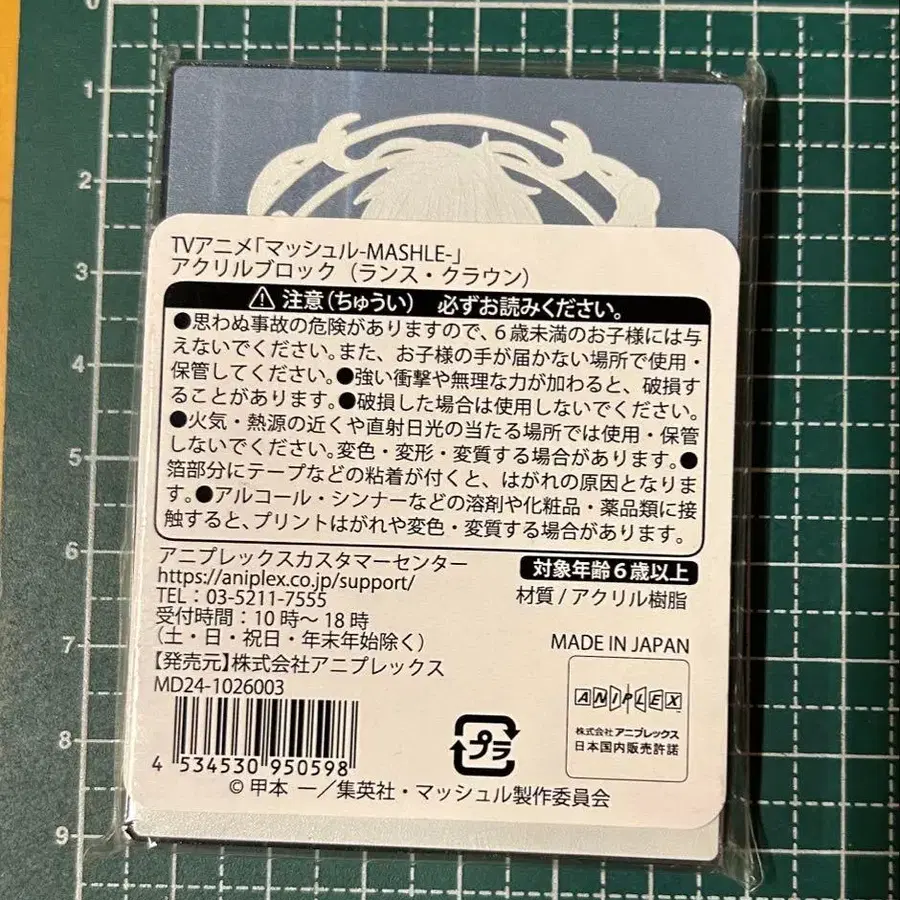 0
1
2
3
4
5
6
7
8
9
TVアニメ「マッシュル-MASHLE-」
アクリルブロック（ランス・クラウン）
⚠ 注意（ちゅうい） 必ずお読みください。
●思わぬ事故の危険がありますので、６歳未満のお子様には与
えないでください。また、お子様の手が届かない場所で使用・
保管してください。●強い衝撃や無理な力が加わると、破損す
ることがあります。●破損した場合は使用しないでください。
●火気・熱源の近くや直射日光の当たる場所では使用・保管
しないでください。変色・変形・変質する場合があります。●
箔部分にテープなどの粘着が付くと、はがれの原因となりま
す。●アルコール・シンナーなどの溶剤や化粧品・薬品類に接
触すると、プリントはがれや変色・変質する場合があります。
アニプレックスカスタマーセンター
https://aniplex.co.jp/support/
TEL：03-5211-7555
受付時間：10時～18時
（土・日・祝日・年末年始除く）
【発売元】株式会社アニプレックス
MD24-1026003
4 534530 950598
対象年齢６歳以上
材質 / アクリル樹脂
MADE IN JAPAN
ANIPLEX
株式会社 アニプレックス
日本国内販売許諾
プラ
© 甲本 一／集英社・マッシュル製作委員会